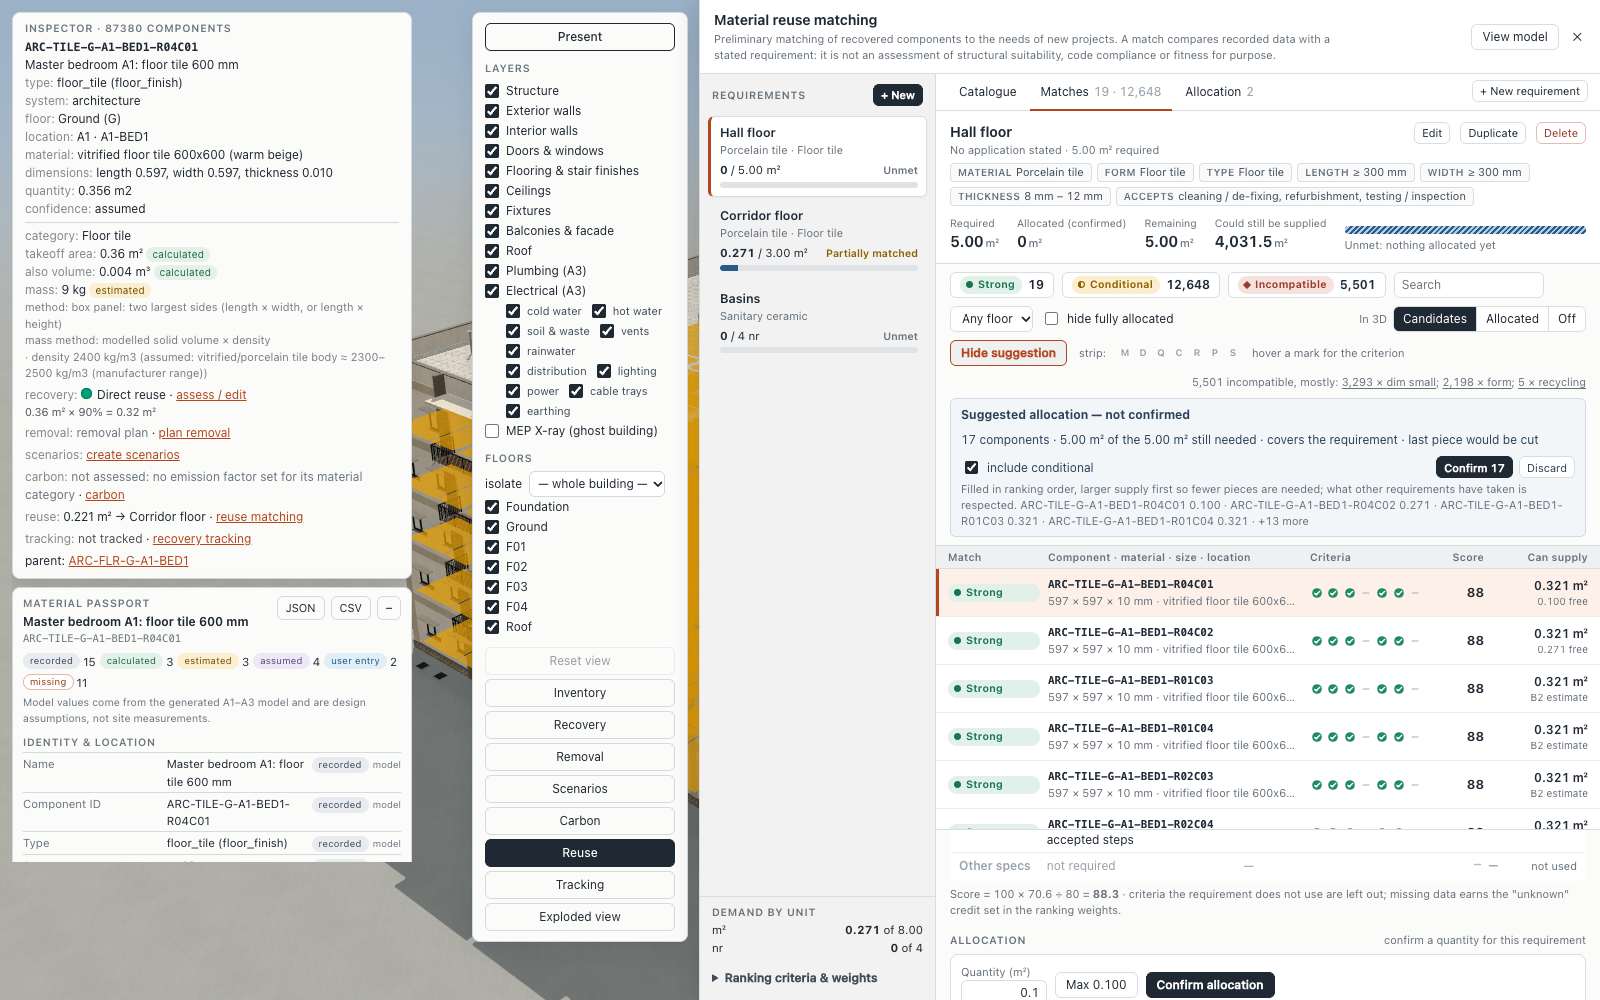 INSPECTOR · 87380 COMPONENTS
ARC-TILE-G-A1-BED1-R04C01
Master bedroom A1: floor tile 600 mm
type: floor_tile (floor_finish)
system: architecture
floor: Ground (G)
location: A1 · A1-BED1
material: vitrified floor tile 600x600 (warm beige)
dimensions: length 0.597, width 0.597, thickness 0.010
quantity: 0.356 m2
confidence: assumed
category: Floor tile
takeoff area: 0.36 m² calculated
also volume: 0.004 m³ calculated
mass: 9 kg estimated
method: box panel: two largest sides (length × width, or length ×
height)
mass method: modelled solid volume × density
· density 2400 kg/m3 (assumed: vitrified/porcelain tile body ≈ 2300–
2500 kg/m3 (manufacturer range))
recovery: Direct reuse · assess / edit
0.36 m² × 90% = 0.32 m²
removal: removal plan · plan removal
scenarios: create scenarios
carbon: not assessed: no emission factor set for its material
category · carbon
reuse: 0.221 m² → Corridor floor · reuse matching
tracking: not tracked · recovery tracking
parent: ARC-FLR-G-A1-BED1
MATERIAL PASSPORT
JSON
CSV
–
Master bedroom A1: floor tile 600 mm
ARC-TILE-G-A1-BED1-R04C01
recorded 15 calculated 3 estimated 3 assumed 4 user entry 2
missing 11
Model values come from the generated A1–A3 model and are design
assumptions, not site measurements.
IDENTITY & LOCATION
Name Master bedroom A1: floor recorded model
tile 600 mm
Component ID ARC-TILE-G-A1-BED1- recorded model
R04C01
Type floor_tile (floor_finish) recorded model
Present
LAYERS
Structure
Exterior walls
Interior walls
Doors & windows
Flooring & stair finishes
Ceilings
Fixtures
Balconies & facade
Roof
Plumbing (A3)
Electrical (A3)
cold water hot water
soil & waste vents
rainwater
distribution lighting
power cable trays
earthing
MEP X-ray (ghost building)
FLOORS
isolate — whole building —
Foundation
Ground
F01
F02
F03
F04
Roof
Reset view
Inventory
Recovery
Removal
Scenarios
Carbon
Reuse
Tracking
Exploded view
Material reuse matching
Preliminary matching of recovered components to the needs of new projects. A match compares recorded data with a
stated requirement: it is not an assessment of structural suitability, code compliance or fitness for purpose.
View model
×
REQUIREMENTS
+ New
Hall floor
Porcelain tile · Floor tile
0 / 5.00 m² Unmet
Corridor floor
Porcelain tile · Floor tile
0.271 / 3.00 m² Partially matched
Basins
Sanitary ceramic
0 / 4 nr Unmet
DEMAND BY UNIT
m² 0.271 of 8.00
nr 0 of 4
Ranking criteria & weights
Catalogue Matches 19 · 12,648 Allocation 2
+ New requirement
Hall floor
Edit Duplicate Delete
No application stated · 5.00 m² required
MATERIAL Porcelain tile FORM Floor tile TYPE Floor tile LENGTH ≥ 300 mm WIDTH ≥ 300 mm
THICKNESS 8 mm – 12 mm ACCEPTS cleaning / de-fixing, refurbishment, testing / inspection
Required Allocated (confirmed) Remaining Could still be supplied
5.00 m² 0 m² 5.00 m² 4,031.5 m²
Unmet: nothing allocated yet
Strong 19 Conditional 12,648 Incompatible 5,501 Search
Any floor hide fully allocated In 3D Candidates Allocated Off
Hide suggestion strip: M D Q C R P S hover a mark for the criterion
5,501 incompatible, mostly: 3,293 × dim small; 2,198 × form; 5 × recycling
Suggested allocation — not confirmed
17 components · 5.00 m² of the 5.00 m² still needed · covers the requirement · last piece would be cut
include conditional Confirm 17 Discard
Filled in ranking order, larger supply first so fewer pieces are needed; what other requirements have taken is
respected. ARC-TILE-G-A1-BED1-R04C01 0.100 · ARC-TILE-G-A1-BED1-R04C02 0.271 · ARC-TILE-G-A1-BED1-
R01C03 0.321 · ARC-TILE-G-A1-BED1-R01C04 0.321 · +13 more
Match Component · material · size · location Criteria Score Can supply
Strong ARC-TILE-G-A1-BED1-R04C01 – – 88 0.321 m²
597 × 597 × 10 mm · vitrified floor tile 600x6... 0.100 free
Strong ARC-TILE-G-A1-BED1-R04C02 – – 88 0.321 m²
597 × 597 × 10 mm · vitrified floor tile 600x6... 0.271 free
Strong ARC-TILE-G-A1-BED1-R01C03 – – 88 0.321 m²
597 × 597 × 10 mm · vitrified floor tile 600x6... B2 estimate
Strong ARC-TILE-G-A1-BED1-R01C04 – – 88 0.321 m²
597 × 597 × 10 mm · vitrified floor tile 600x6... B2 estimate
Strong ARC-TILE-G-A1-BED1-R02C03 – – 88 0.321 m²
597 × 597 × 10 mm · vitrified floor tile 600x6... B2 estimate
ARC-TILE-G-A1-BED1-R02C04 0.321 m²
accepted steps
Other specs not required — – — not used
Score = 100 × 70.6 ÷ 80 = 88.3 · criteria the requirement does not use are left out; missing data earns the "unknown"
credit set in the ranking weights.
ALLOCATION confirm a quantity for this requirement
Quantity (m²)
0.1 Max 0.100 Confirm allocation